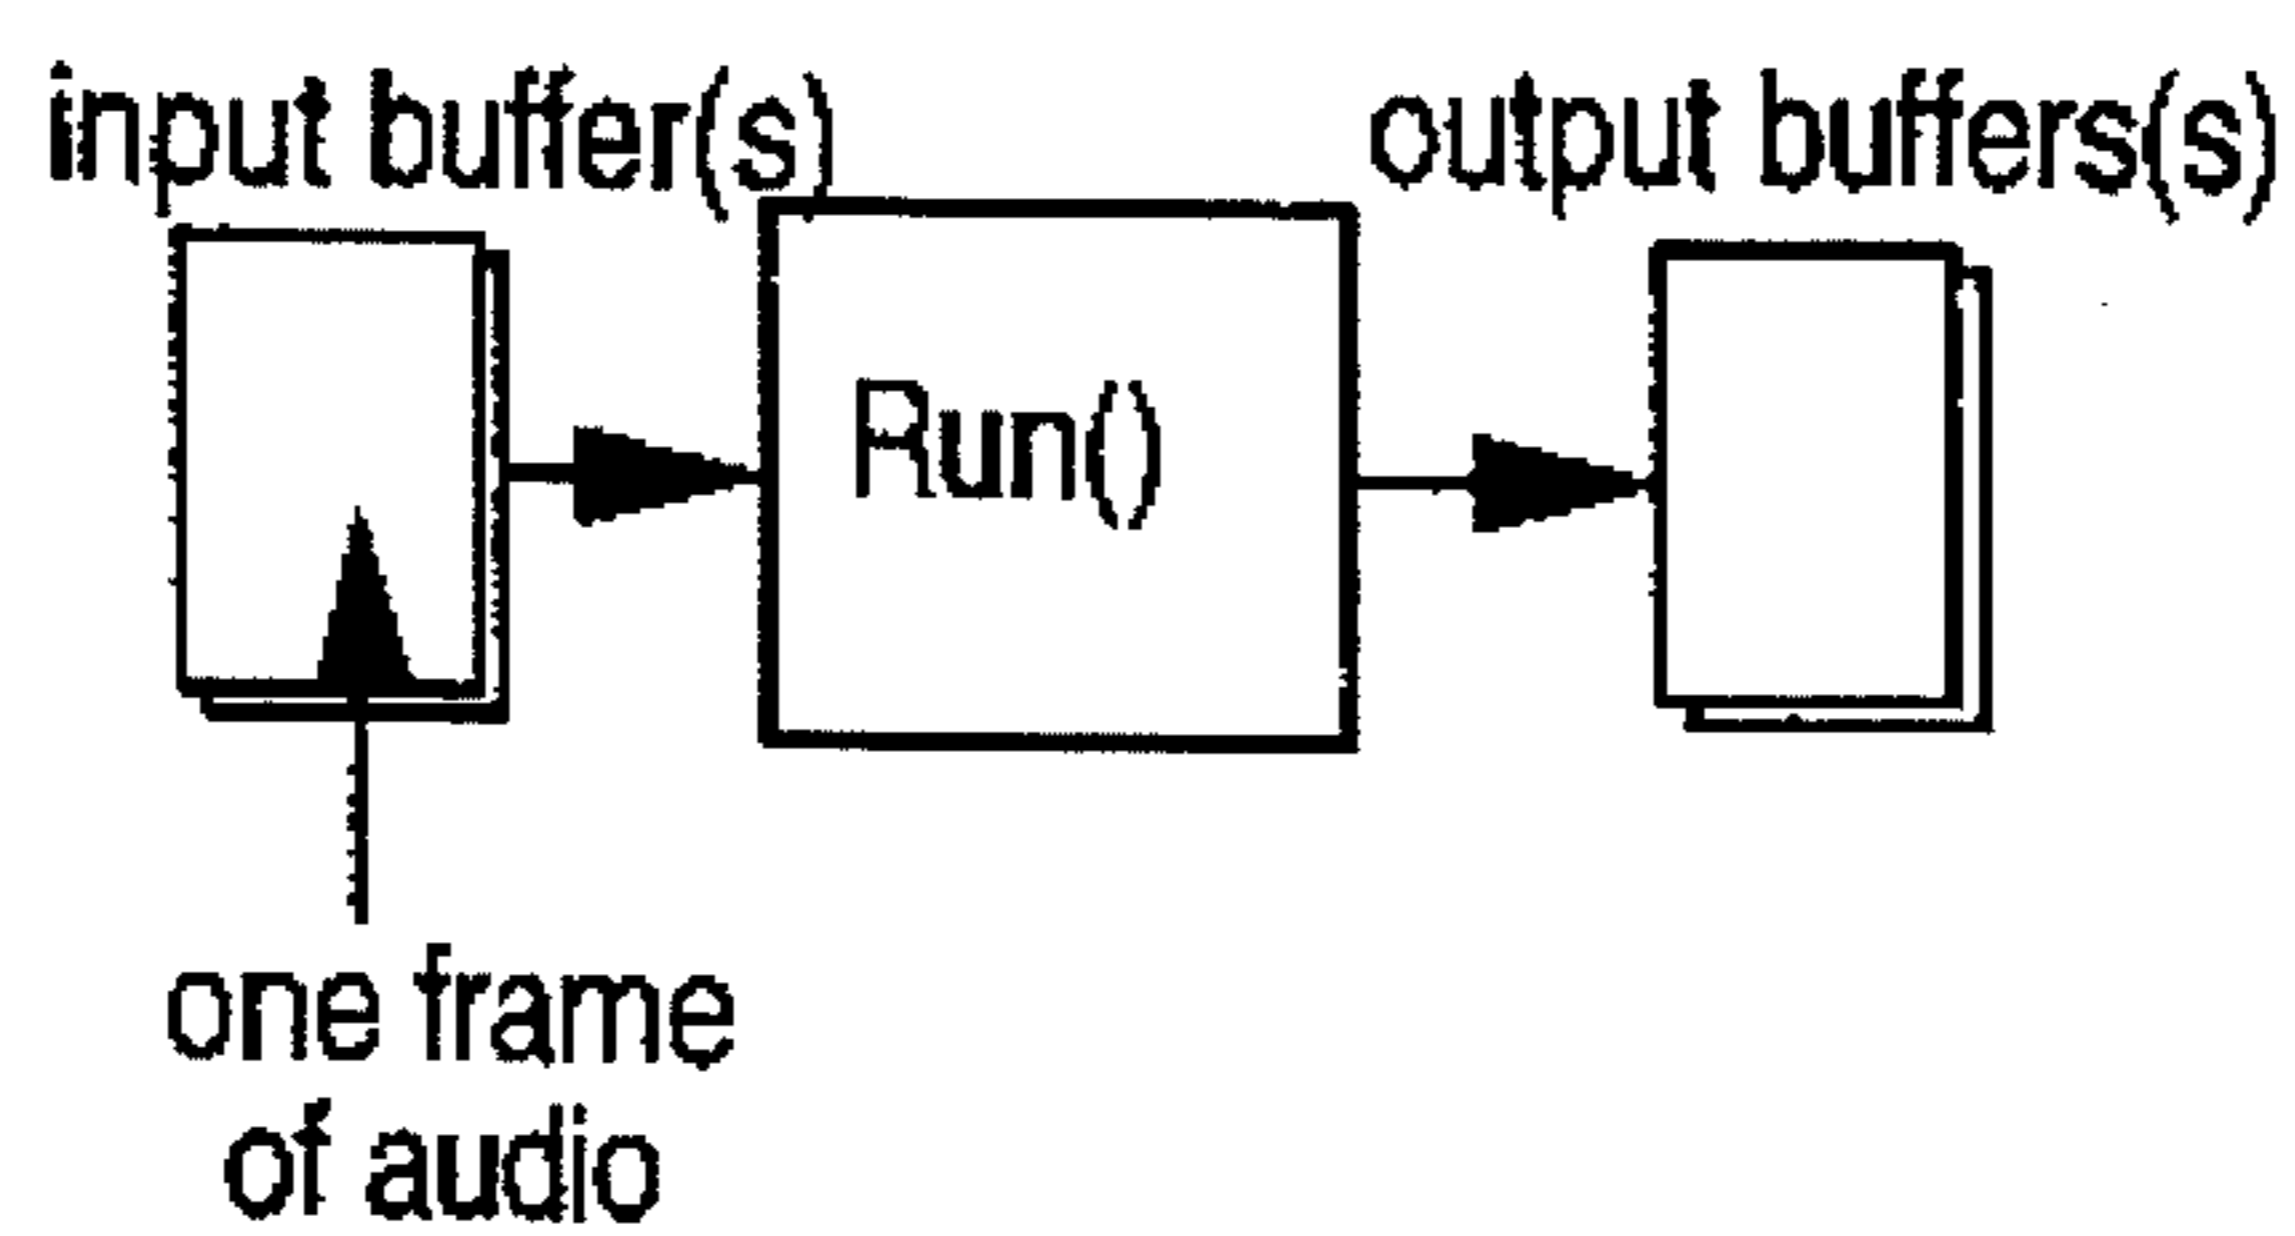 input buffer(s)
output buffers(s)
Run()
one frame
of audio